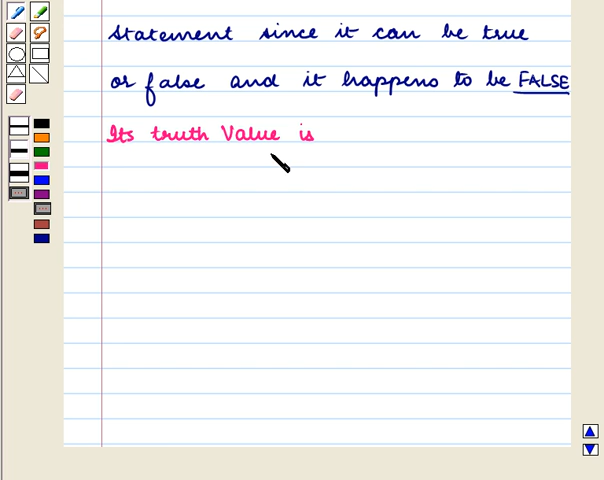 statement since it can be true
or false and it happens to be FALSE
Its truth Value is